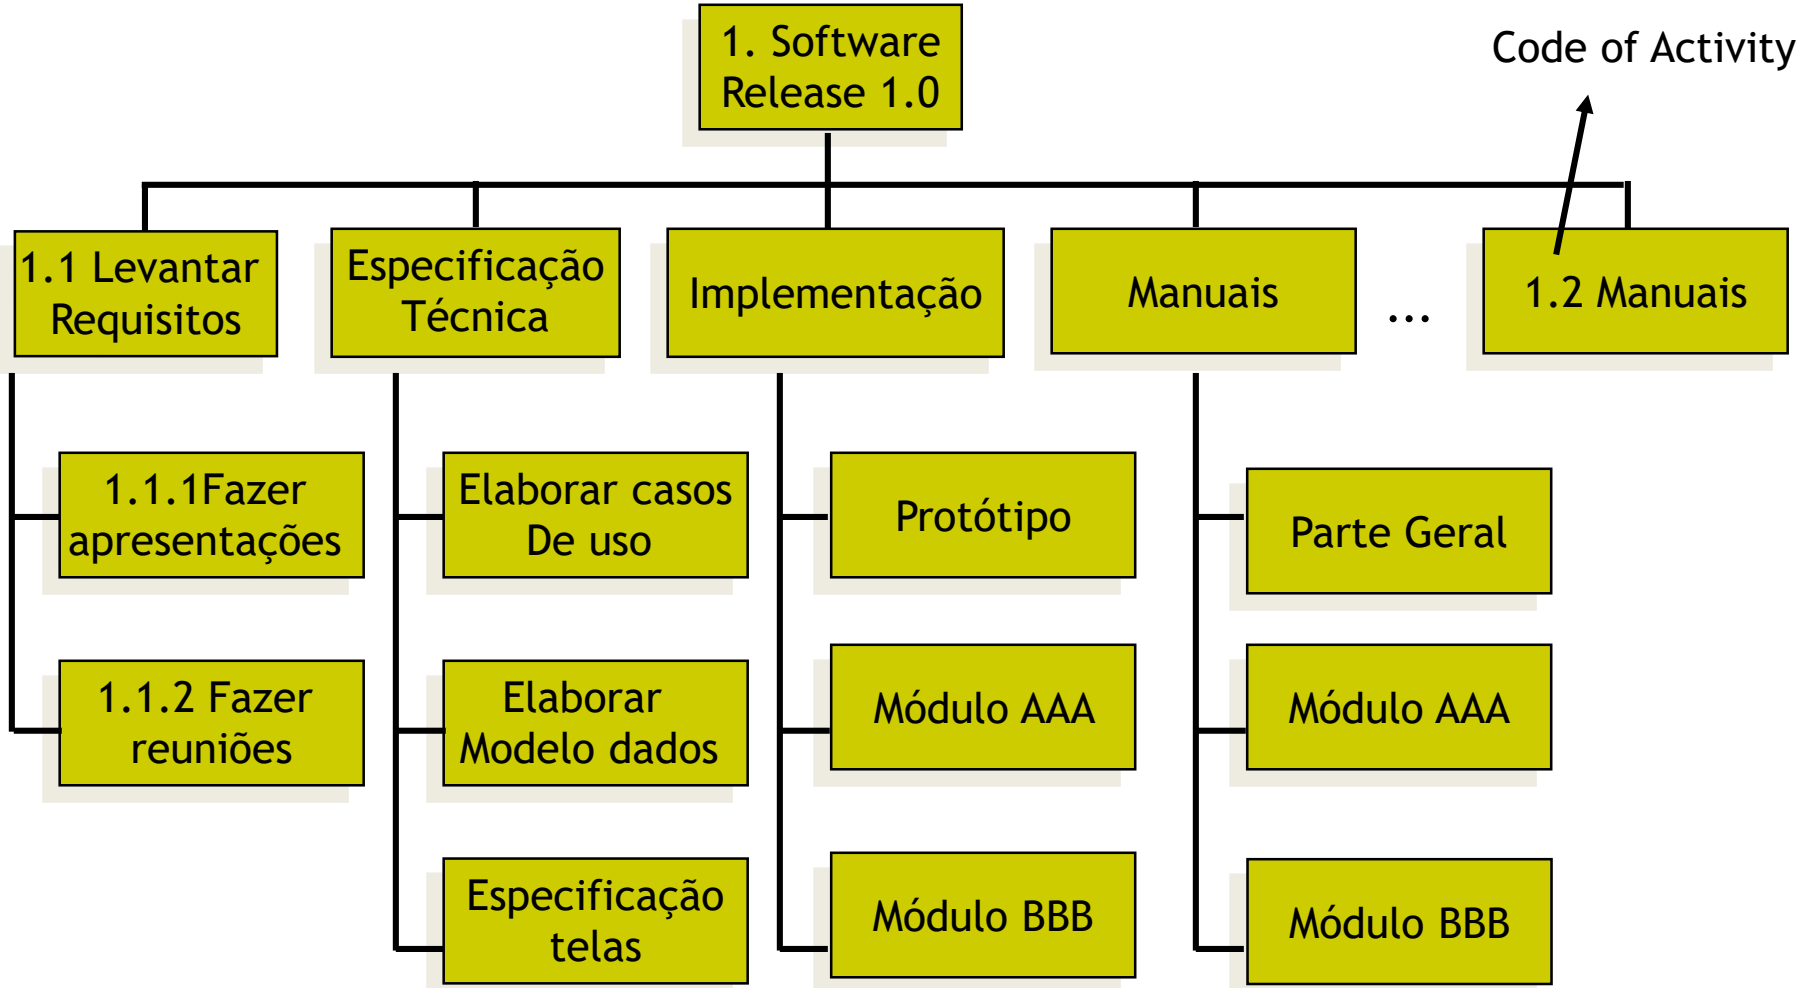 1. Software
Release 1.0
Code of Activity
1.1 Levantar
Requisitos
Especificação
Técnica
Implementação
Manuais
...
1.2 Manuais
1.1.1Fazer
apresentações
1.1.2 Fazer
reuniões
Elaborar casos
De uso
Elaborar
Modelo dados
Especificação
telas
Protótipo
Módulo AAA
Módulo BBB
Parte Geral
Módulo AAA
Módulo BBB